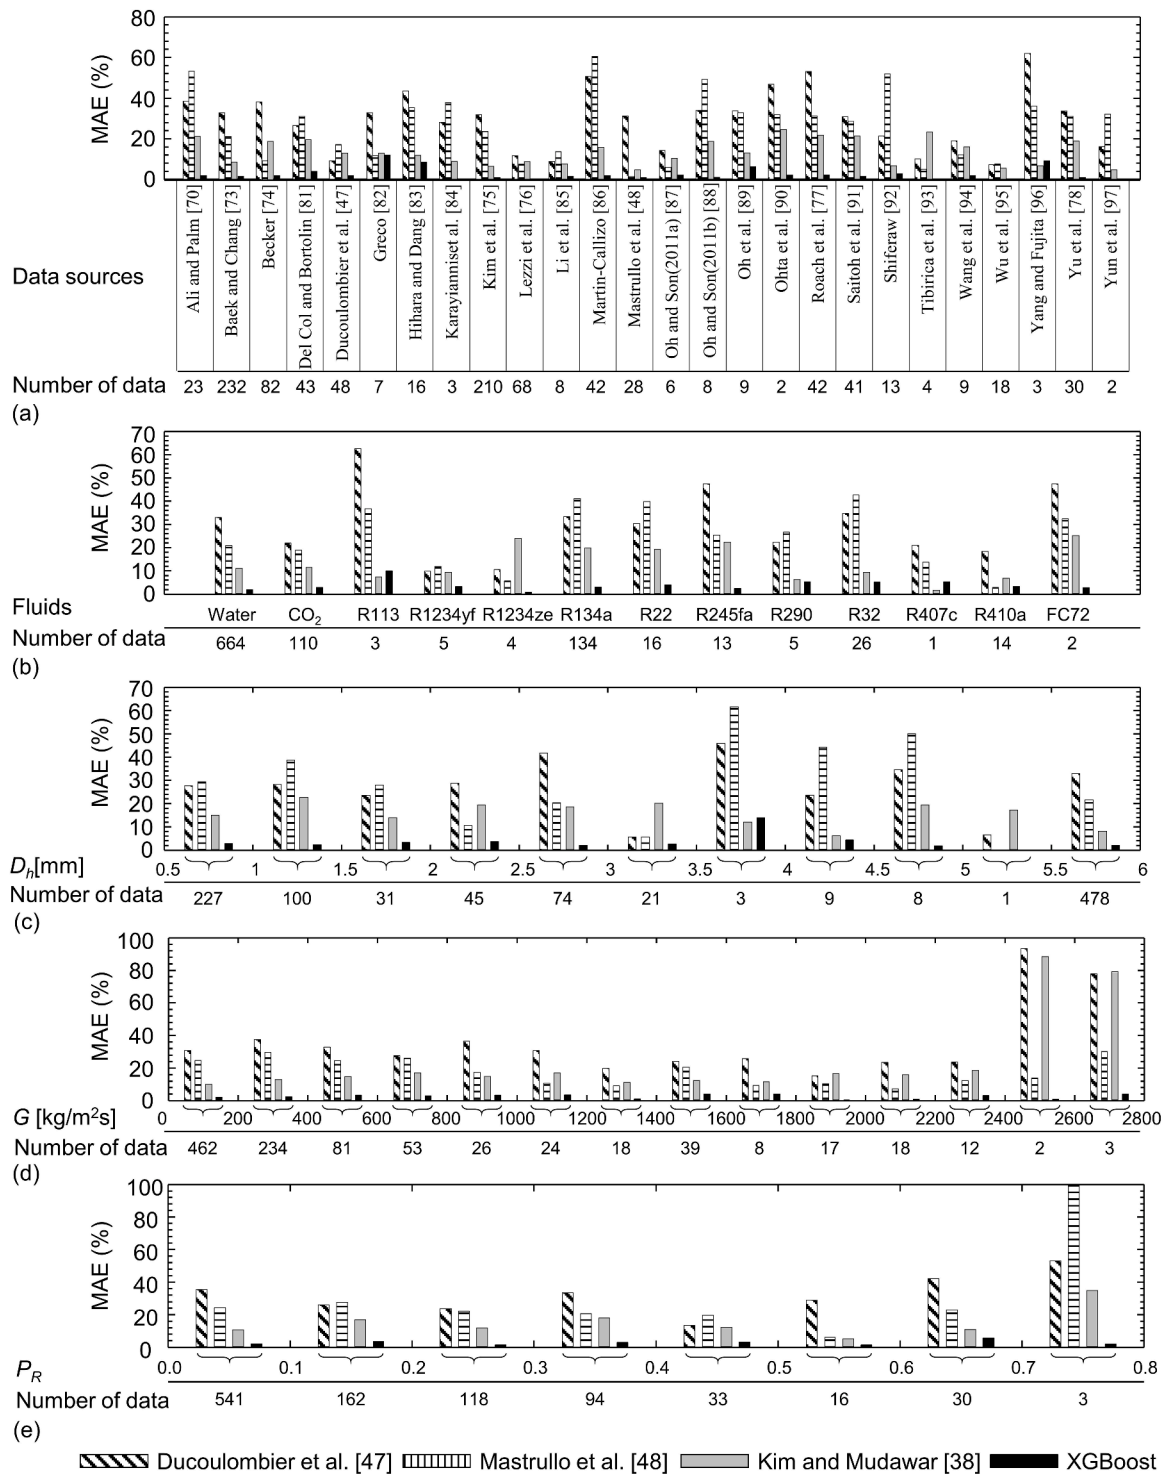 80
60
40
20
0
MAE (%)
Data sources
Ali and Palm [70]
Baek and Chang [73]
Becker [74]
Del Col and Bortolin [81]
Ducoulombier et al. [47]
Greco [82]
Hihara and Dang [83]
Karayianniset al. [84]
Kim et al. [75]
Lezzi et al. [76]
Li et al. [85]
Martin-Callizo [86]
Mastrullo et al. [48]
Oh and Son(2011a) [87]
Oh and Son(2011b) [88]
Oh et al. [89]
Ohta et al. [90]
Roach et al. [77]
Saitoh et al. [91]
Shiferaw [92]
Tibirica et al. [93]
Wang et al. [94]
Wu et al. [95]
Yang and Fujita [96]
Yu et al. [78]
Yun et al. [97]
Number of data 23 232 82 43 48 7 16 3 210 68 8 42 28 6 8 9 2 42 41 13 4 9 18 3 30 2
(a)
70
60
50
40
30
20
10
0
MAE (%)
Fluids Water CO2 R113 R1234yf R1234ze R134a R22 R245fa R290 R32 R407c R410a FC72
Number of data 664 110 3 5 4 134 16 13 5 26 1 14 2
(b)
70
60
50
40
30
20
10
0
MAE (%)
Dh[mm] 0.5 1 1.5 2 2.5 3 3.5 4 4.5 5 5.5 6
Number of data 227 100 31 45 74 21 3 9 8 1 478
(c)
100
80
60
40
20
0
MAE (%)
G [kg/m²s] 0 200 400 600 800 1000 1200 1400 1600 1800 2000 2200 2400 2600 2800
Number of data 462 234 81 53 26 24 18 39 8 17 18 12 2 3
(d)
100
80
60
40
20
0
MAE (%)
PR 0.0 0.1 0.2 0.3 0.4 0.5 0.6 0.7 0.8
Number of data 541 162 118 94 33 16 30 3
(e)
Ducoulombier et al. [47] Mastrullo et al. [48] Kim and Mudawar [38] XGBoost